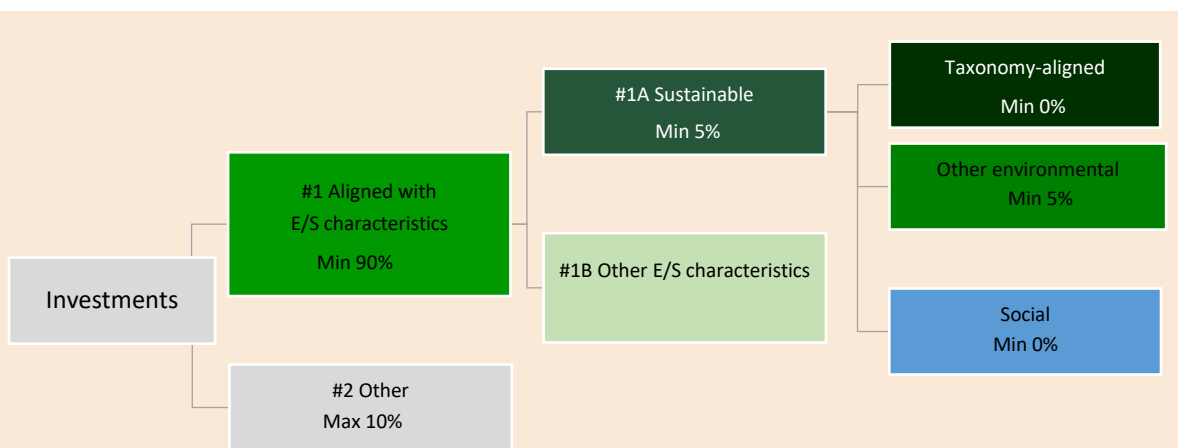 Investments
#1 Aligned with
E/S characteristics
Min 90%
#2 Other
Max 10%
#1A Sustainable
Min 5%
#1B Other E/S characteristics
Taxonomy-aligned
Min 0%
Other environmental
Min 5%
Social
Min 0%